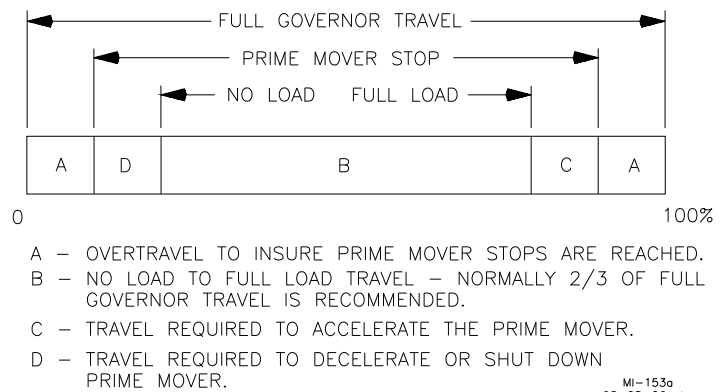 FULL GOVERNOR TRAVEL
PRIME MOVER STOP
NO LOAD FULL LOAD
A D B C A
0 100%
A – OVERTRAVEL TO INSURE PRIME MOVER STOPS ARE REACHED.
B – NO LOAD TO FULL LOAD TRAVEL – NORMALLY 2/3 OF FULL
GOVERNOR TRAVEL IS RECOMMENDED.
C – TRAVEL REQUIRED TO ACCELERATE THE PRIME MOVER.
D – TRAVEL REQUIRED TO DECELERATE OR SHUT DOWN
PRIME MOVER.
MI–153a